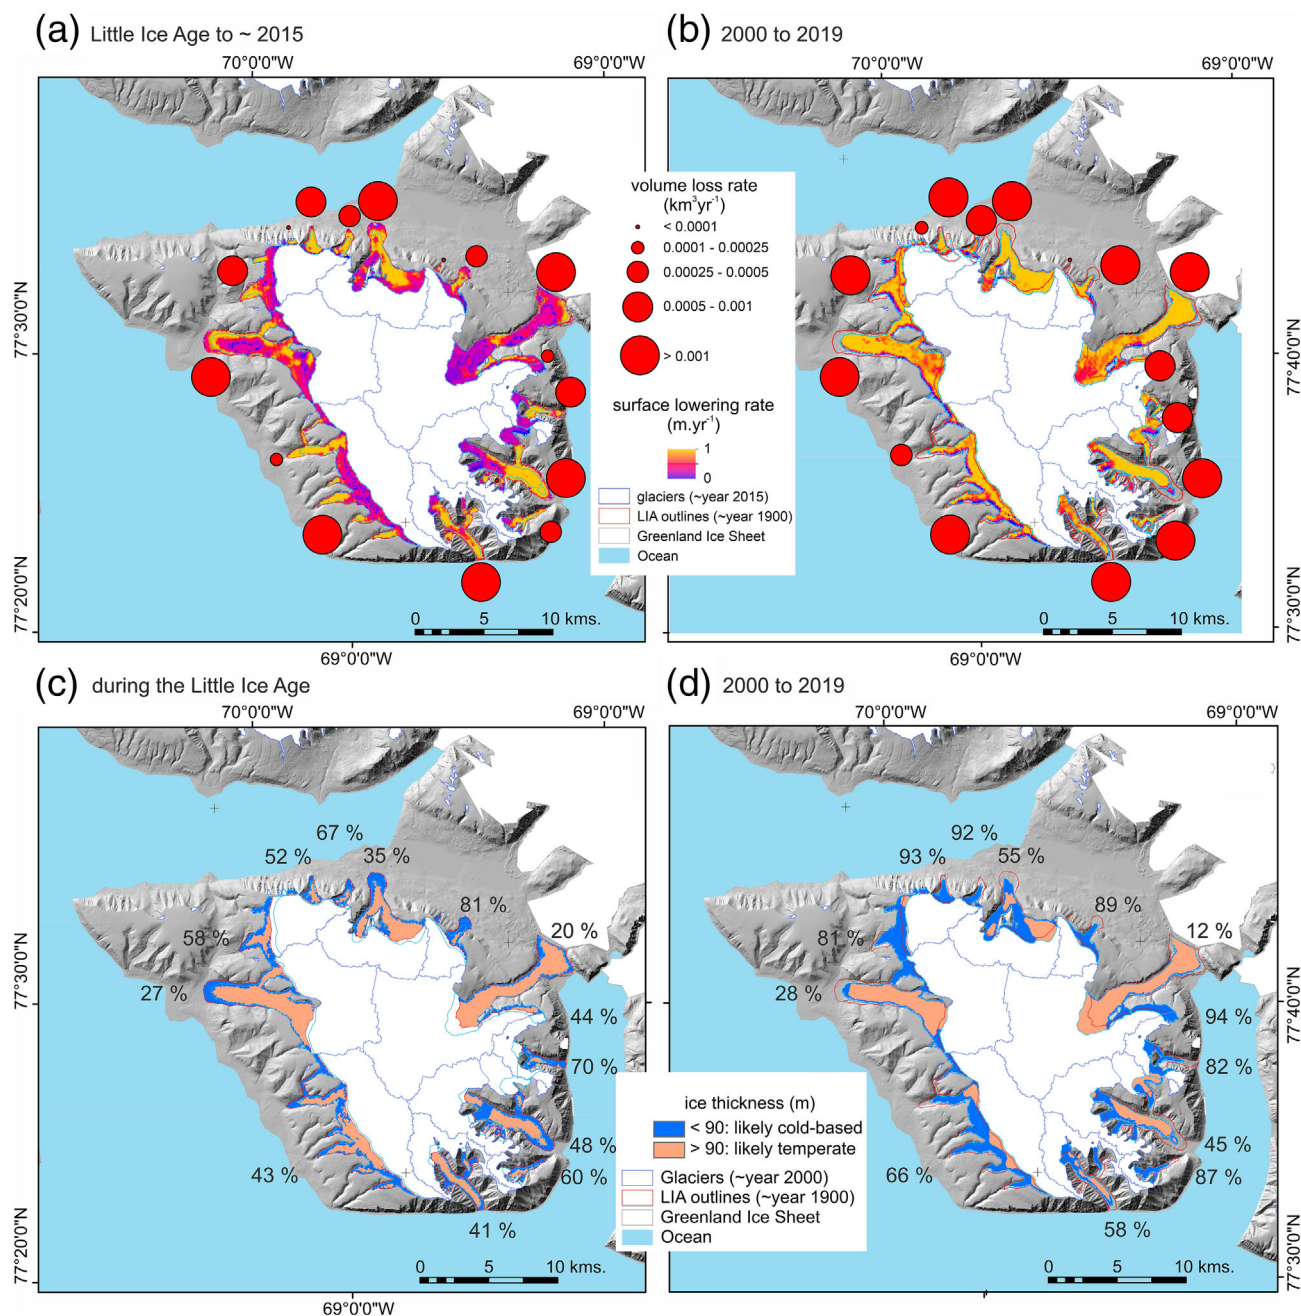 (a) Little Ice Age to ~ 2015
(b) 2000 to 2019
70°0'0"W
69°0'0"W
70°0'0"W
69°0'0"W
77°30'0"N
77°20'0"N
volume loss rate
(km³yr⁻¹)
< 0.0001
0.0001 - 0.00025
0.00025 - 0.0005
0.0005 - 0.001
> 0.001
surface lowering rate
(m.yr⁻¹)
1
0
glaciers (~year 2015)
LIA outlines (~year 1900)
Greenland Ice Sheet
Ocean
77°40'0"N
77°30'0"N
0 5 10 kms.
0 5 10 kms.
69°0'0"W
69°0'0"W
(c) during the Little Ice Age
(d) 2000 to 2019
70°0'0"W
69°0'0"W
70°0'0"W
69°0'0"W
77°30'0"N
77°20'0"N
67 %
52 %
35 %
81 %
20 %
58 %
27 %
44 %
70 %
48 %
43 %
60 %
41 %
92 %
93 %
55 %
89 %
12 %
81 %
28 %
94 %
82 %
45 %
66 %
87 %
58 %
77°40'0"N
77°30'0"N
ice thickness (m)
< 90: likely cold-based
> 90: likely temperate
Glaciers (~year 2000)
LIA outlines (~year 1900)
Greenland Ice Sheet
Ocean
0 5 10 kms.
0 5 10 kms.
69°0'0"W